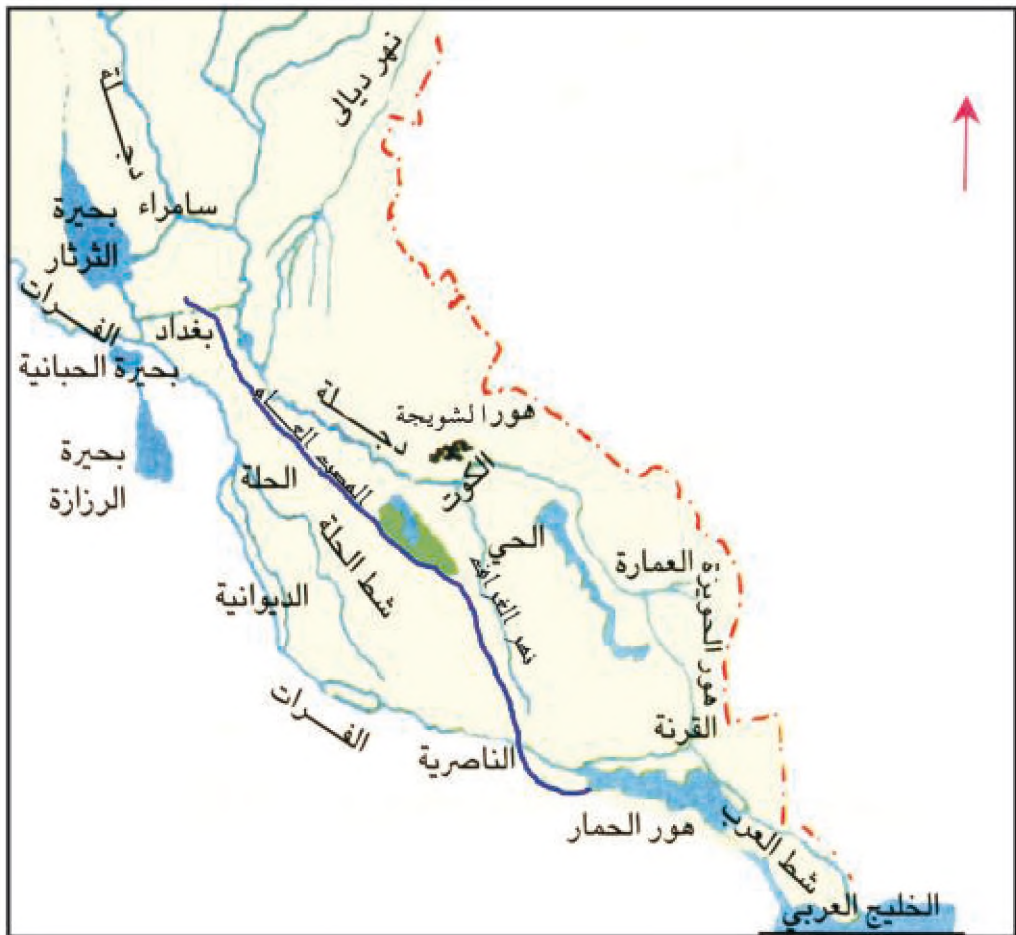 نهر ديالى
دجلة
سامراء
بحيرة
الثرثار
الفرات
بغداد
بحيرة الحبانية
بحيرة
الرزازة
المصب العام
دجلة
هور الشويجة
الكوت
الحلة
شط الحلة
الديوانية
الحي
نهر الغراف
العمارة
هور الحويزة
القرنة
الفرات
الناصرية
هور الحمار
شط العرب
الخليج العربي